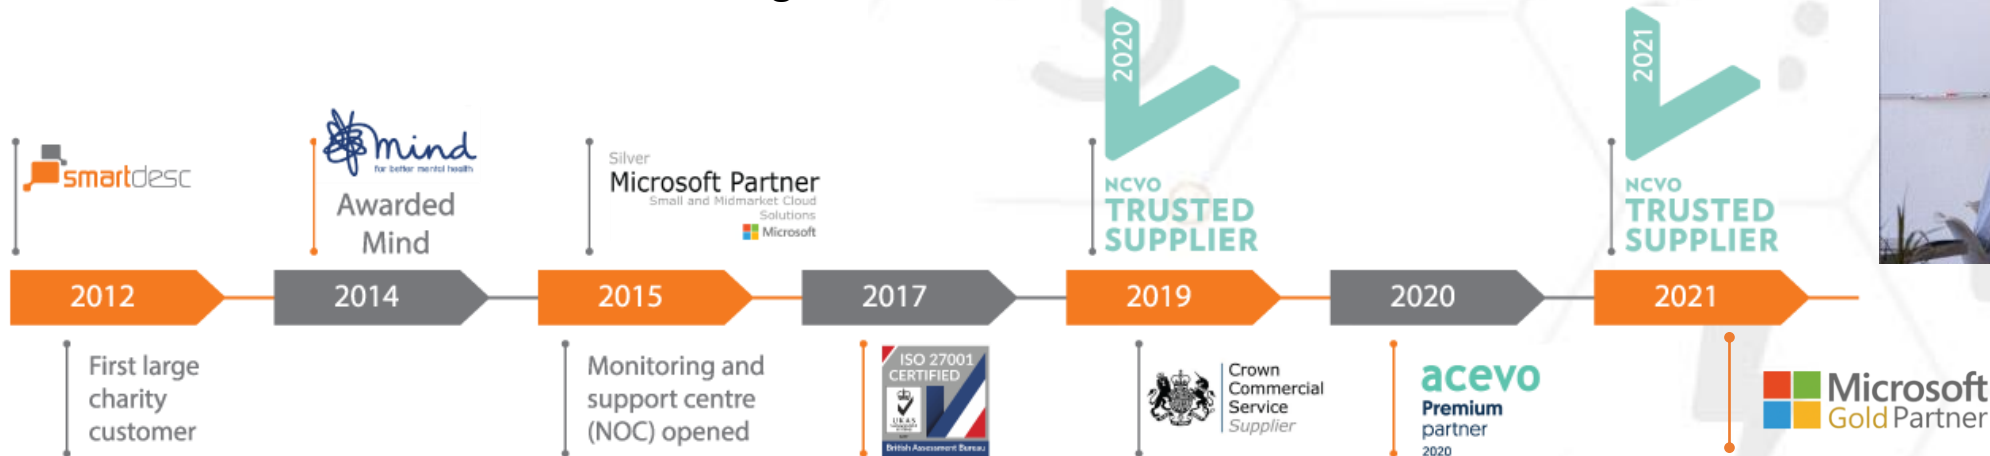 2020
2021
smartdesc
mind
for better mental health
Awarded
Mind
Silver
Microsoft Partner
Small and Midmarket Cloud
Solutions
Microsoft
NCVO
TRUSTED
SUPPLIER
NCVO
TRUSTED
SUPPLIER
2012
2014
2015
2017
2019
2020
2021
First large
charity
customer
Monitoring and
support centre
(NOC) opened
ISO 27001
CERTIFIED
UKAS
British Assessment Bureau
Crown
Commercial
Service
Supplier
acevo
Premium
partner
2020
Microsoft
Gold Partner